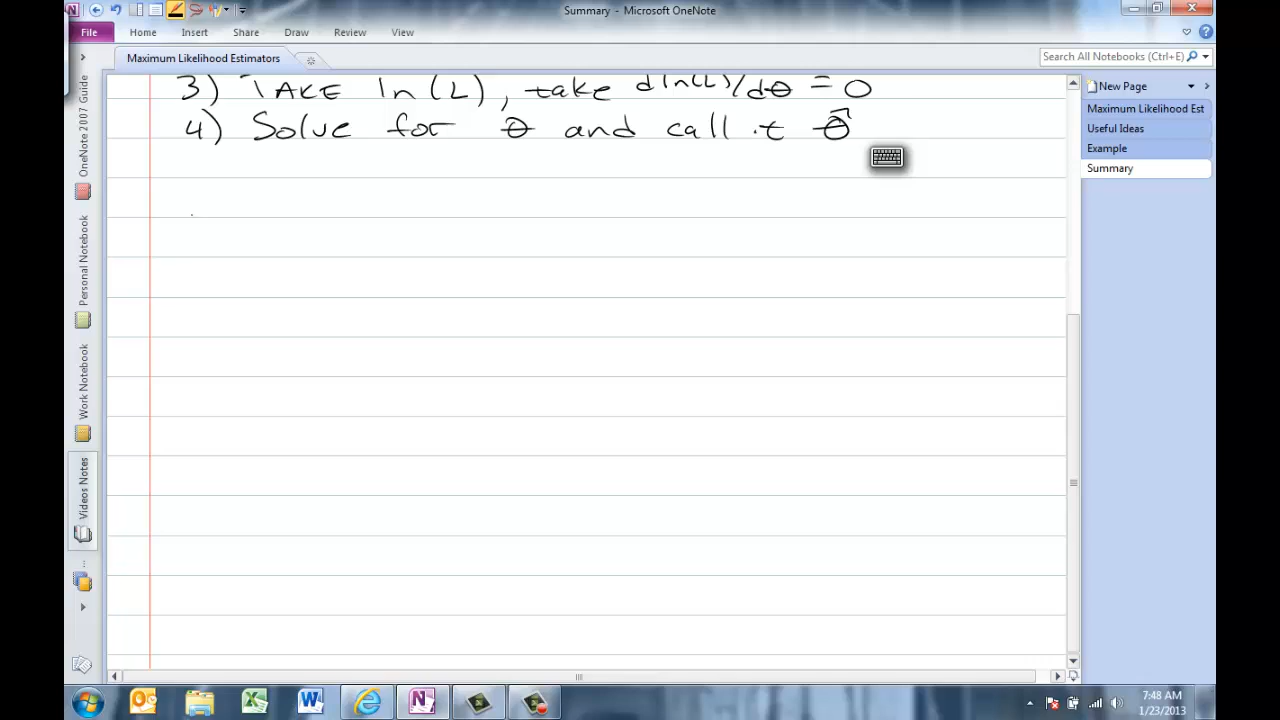 Summary - Microsoft OneNote
File Home Insert Share Draw Review View
Maximum Likelihood Estimators
Search All Notebooks (Ctrl+E)
New Page
Maximum Likelihood Est
Useful Ideas
Example
Summary
OneNote 2007 Guide
Personal Notebook
Work Notebook
Videos Notes
3) TAKE ln(L), take dln(L)/dθ = 0
4) Solve for θ and call it θ̂
7:48 AM
1/23/2013